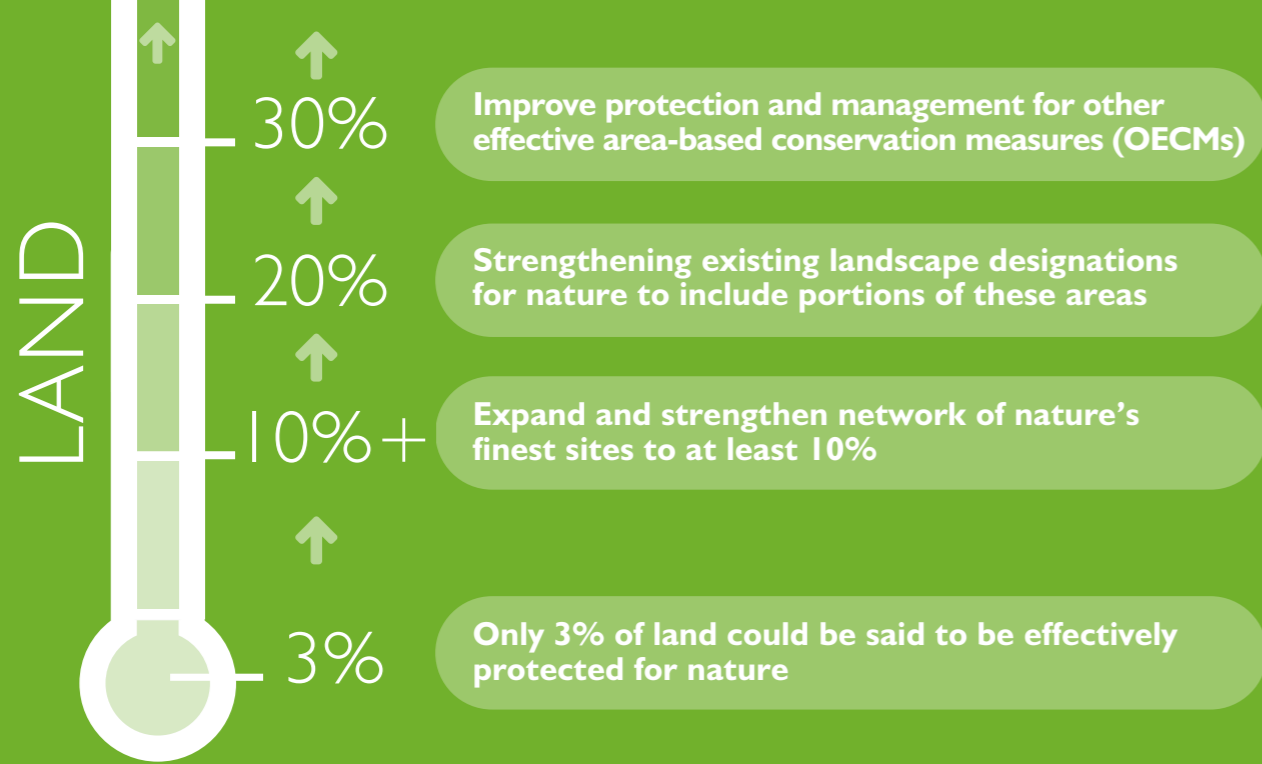 LAND
30%
Improve protection and management for other
effective area-based conservation measures (OECMs)
20%
Strengthening existing landscape designations
for nature to include portions of these areas
10%+
Expand and strengthen network of nature’s
finest sites to at least 10%
3%
Only 3% of land could be said to be effectively
protected for nature